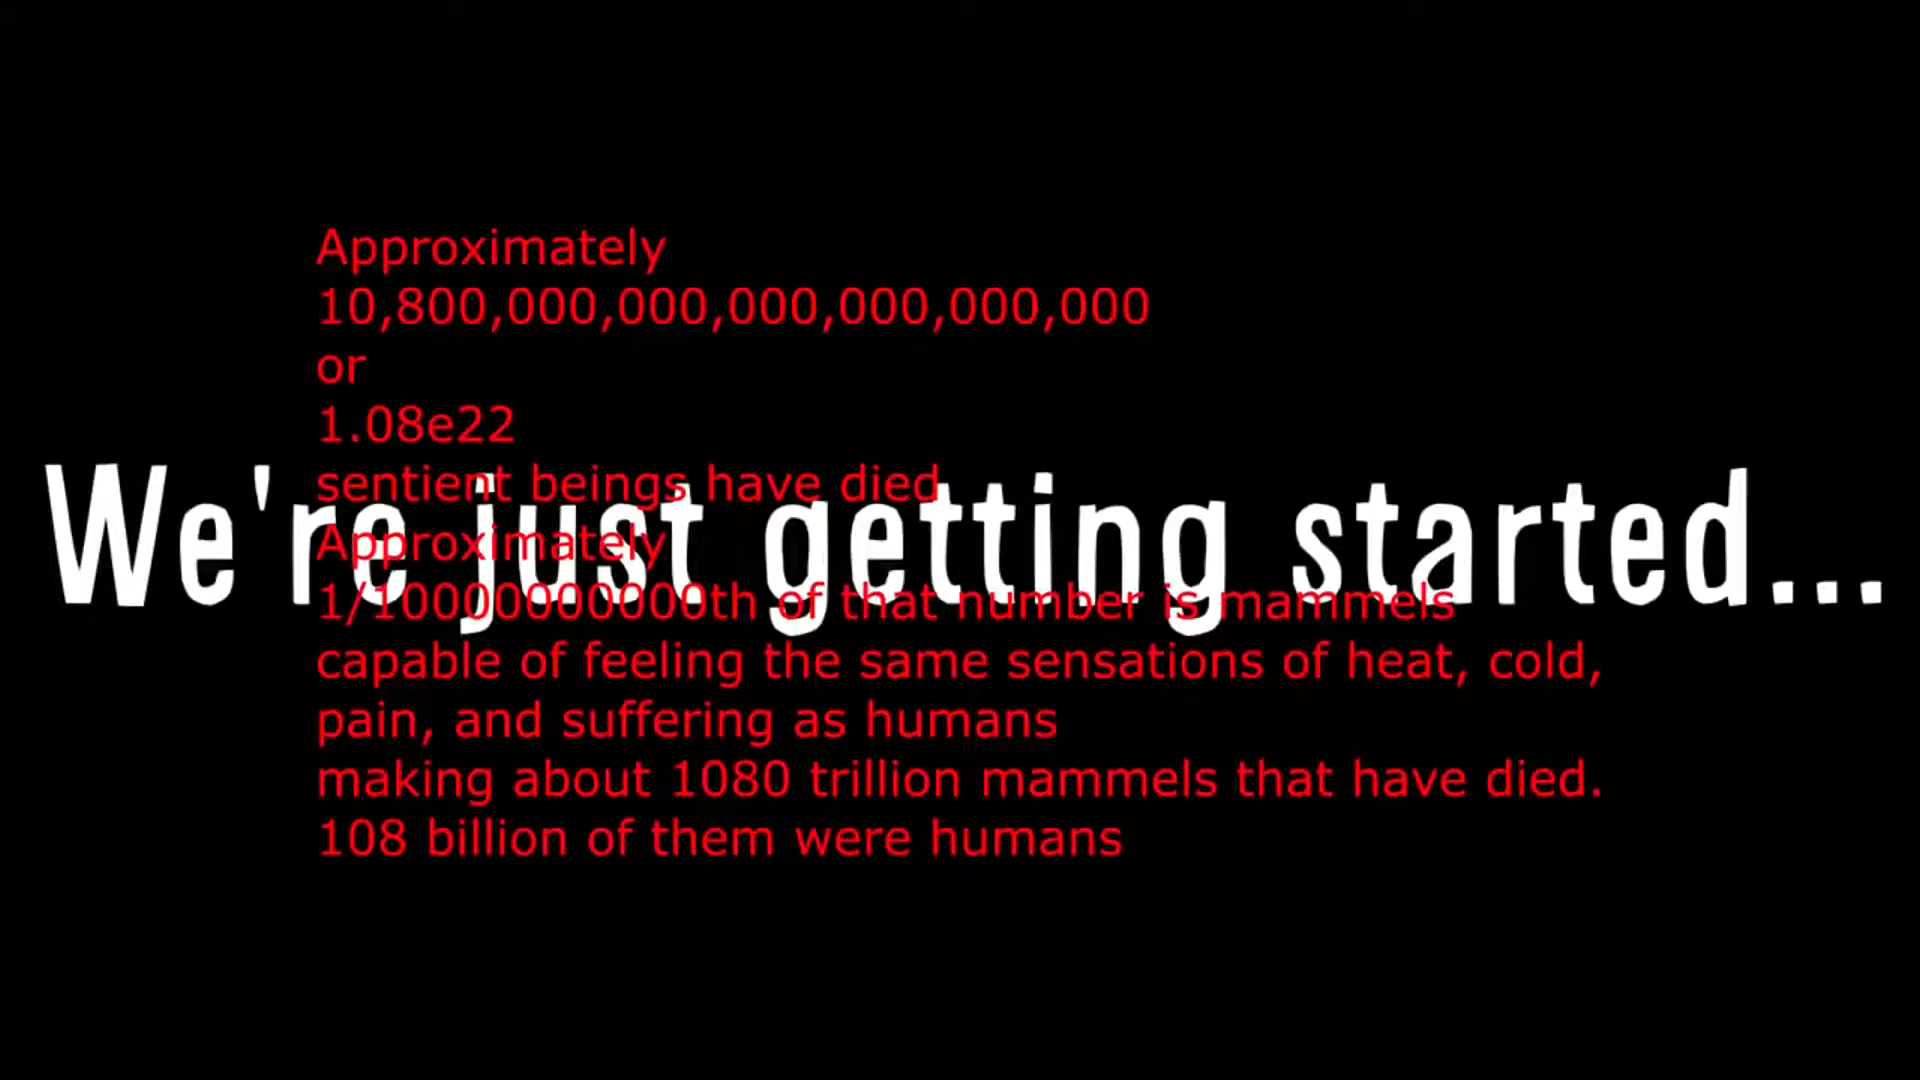 Approximately
10,800,000,000,000,000,000,000
or
1.08e22
sentient beings have died
We're just getting started...
Approximately
1/10000000000th of that number is mammels
capable of feeling the same sensations of heat, cold,
pain, and suffering as humans
making about 1080 trillion mammels that have died.
108 billion of them were humans